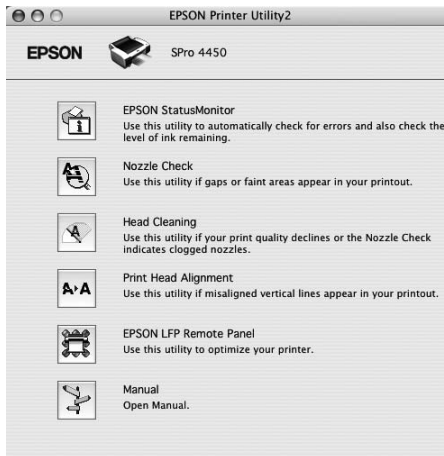 EPSON Printer Utility2
EPSON SPro 4450
EPSON StatusMonitor
Use this utility to automatically check for errors and also check the
level of ink remaining.
Nozzle Check
Use this utility if gaps or faint areas appear in your printout.
Head Cleaning
Use this utility if your print quality declines or the Nozzle Check
indicates clogged nozzles.
Print Head Alignment
Use this utility if misaligned vertical lines appear in your printout.
EPSON LFP Remote Panel
Use this utility to optimize your printer.
Manual
Open Manual.